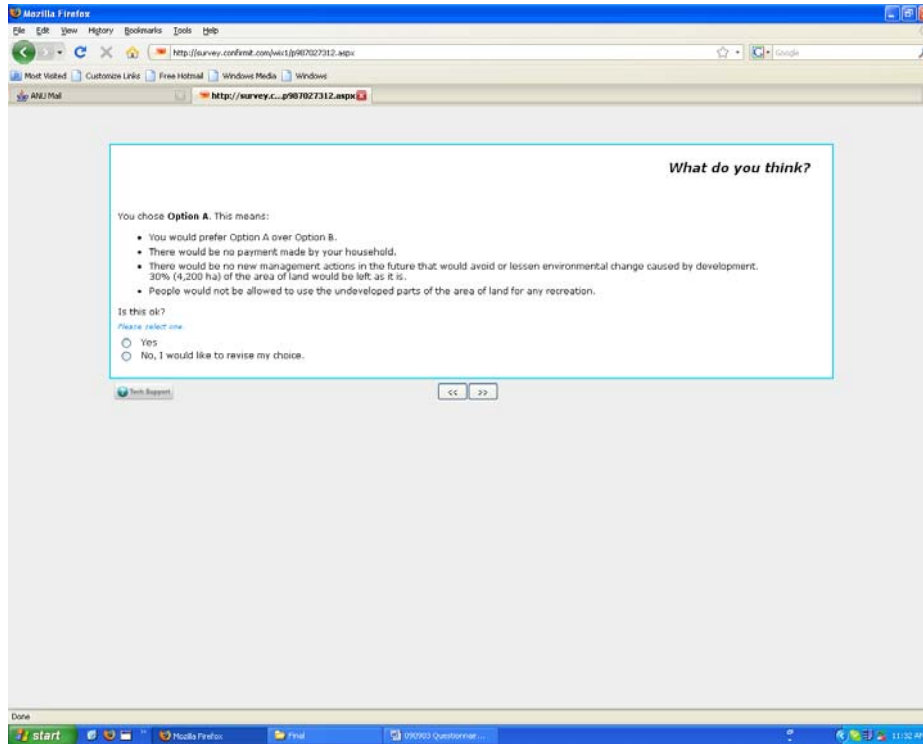 Mozilla Firefox
File Edit View History Bookmarks Tools Help
http://survey.confirmit.com/wix1/p987027312.aspx
Google
Most Visited Customize Links Free Hotmail Windows Media Windows
ANU Mail
http://survey.c...p987027312.aspx
What do you think?
You chose Option A. This means:
• You would prefer Option A over Option B.
• There would be no payment made by your household.
• There would be no new management actions in the future that would avoid or lessen environmental change caused by development.
30% (4,200 ha) of the area of land would be left as it is.
• People would not be allowed to use the undeveloped parts of the area of land for any recreation.
Is this ok?
Please select one
Yes
No, I would like to revise my choice.
Tech Support
<< >>
Done
start
Mozilla Firefox
Final
090903 Questionnaire ...
11:32 AM